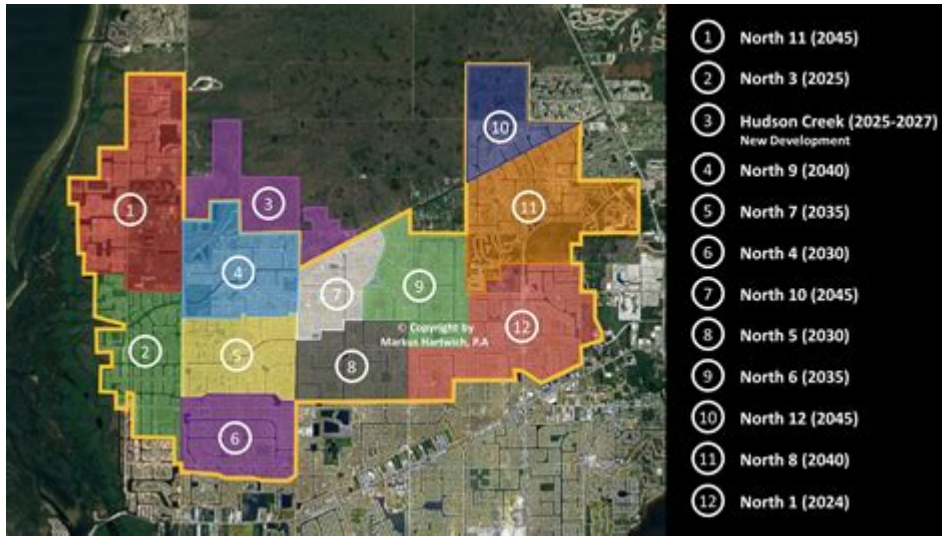 1
2
3
4
5
6
7
8
9
10
11
12
© Copyright by
Markus Hartwich, P.A
1 North 11 (2045)
2 North 3 (2025)
3 Hudson Creek (2025-2027)
New Development
4 North 9 (2040)
5 North 7 (2035)
6 North 4 (2030)
7 North 10 (2045)
8 North 5 (2030)
9 North 6 (2035)
10 North 12 (2045)
11 North 8 (2040)
12 North 1 (2024)